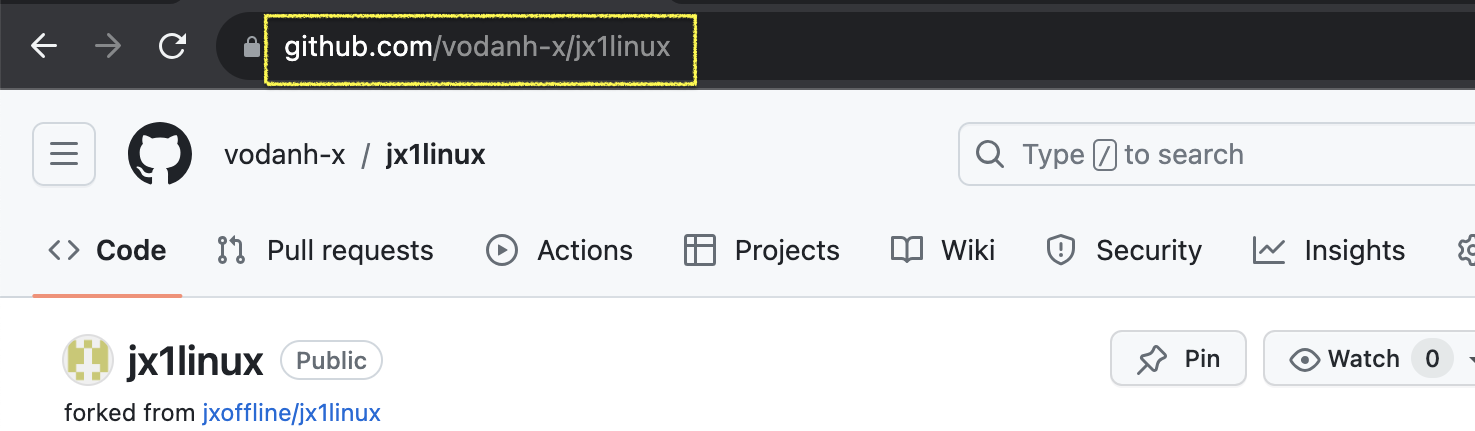 github.com/vodanh-x/jx1linux
vodanh-x / jx1linux
Type / to search
Code Pull requests Actions Projects Wiki Security Insights
jx1linux Public
Pin Watch 0
forked from jxoffline/jx1linux